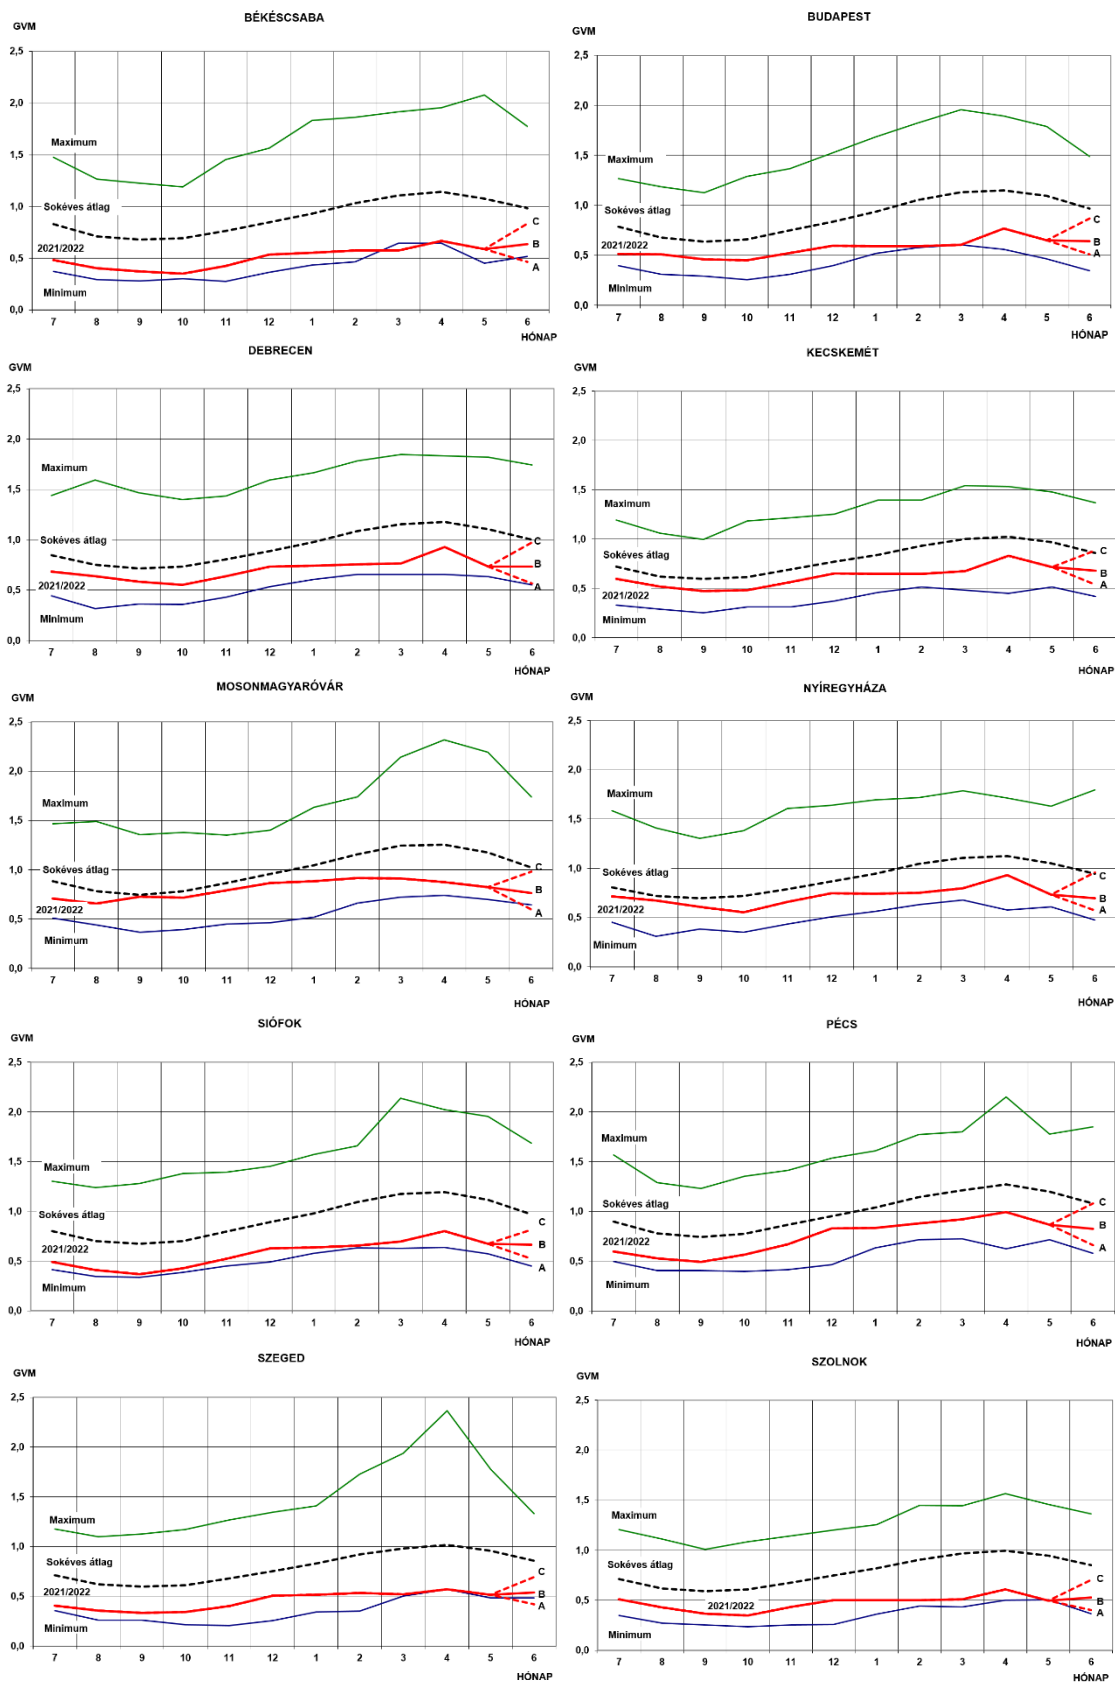 BÉKÉSCSABA
GVM
2,5
2,0
Maximum
1,5
Sokéves átlag
1,0
2021/2022
C
0,5
B
A
Minimum
0,0
7 8 9 10 11 12 1 2 3 4 5 6
HÓNAP
BUDAPEST
GVM
2,5
2,0
1,5
Maximum
Sokéves átlag
1,0
C
2021/2022
B
0,5
A
Minimum
0,0
7 8 9 10 11 12 1 2 3 4 5 6
HÓNAP
DEBRECEN
GVM
2,5
2,0
Maximum
1,5
Sokéves átlag
1,0
C
B
2021/2022
A
0,5
Minimum
0,0
7 8 9 10 11 12 1 2 3 4 5 6
HÓNAP
KECSKEMÉT
GVM
2,5
2,0
1,5
Maximum
1,0
Sokéves átlag
C
B
A
2021/2022
0,5
Minimum
0,0
7 8 9 10 11 12 1 2 3 4 5 6
HÓNAP
MOSONMAGYARÓVÁR
GVM
2,5
2,0
Maximum
1,5
1,0
Sokéves átlag
C
B
2021/2022
A
0,5
Minimum
0,0
7 8 9 10 11 12 1 2 3 4 5 6
HÓNAP
NYÍREGYHÁZA
GVM
2,5
2,0
Maximum
1,5
1,0
Sokéves átlag
C
B
2021/2022
A
0,5
Minimum
0,0
7 8 9 10 11 12 1 2 3 4 5 6
HÓNAP
SIÓFOK
GVM
2,5
2,0
1,5
Maximum
1,0
Sokéves átlag
C
B
2021/2022
0,5
A
Minimum
0,0
7 8 9 10 11 12 1 2 3 4 5 6
HÓNAP
PÉCS
GVM
2,5
2,0
Maximum
1,5
1,0
Sokéves átlag
C
B
2021/2022
A
0,5
Minimum
0,0
7 8 9 10 11 12 1 2 3 4 5 6
HÓNAP
SZEGED
GVM
2,5
2,0
1,5
Maximum
1,0
Sokéves átlag
C
2021/2022
B
0,5
A
Minimum
0,0
7 8 9 10 11 12 1 2 3 4 5 6
HÓNAP
SZOLNOK
GVM
2,5
2,0
1,5
Maximum
1,0
Sokéves átlag
C
B
2021/2022
0,5
A
Minimum
0,0
7 8 9 10 11 12 1 2 3 4 5 6
HÓNAP